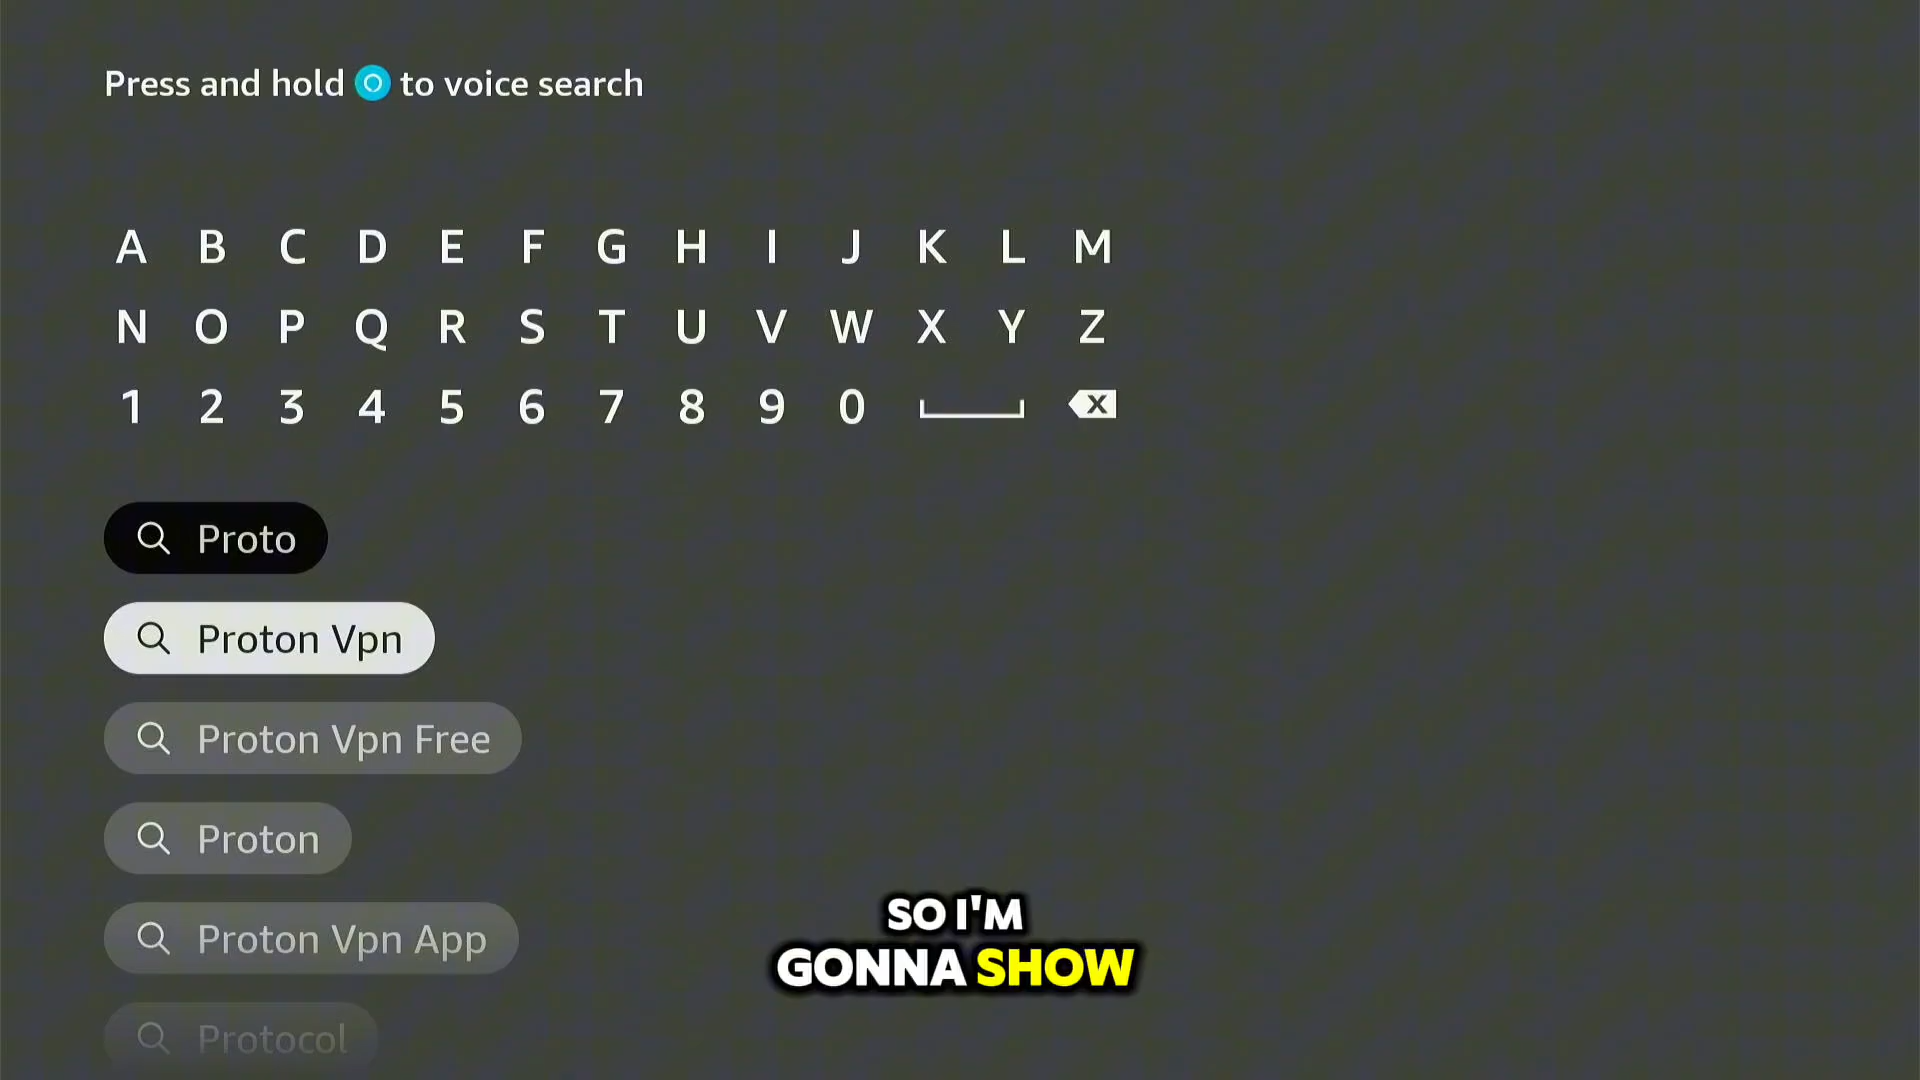 Press and hold to voice search
A B C D E F G H I J K L M
N O P Q R S T U V W X Y Z
1 2 3 4 5 6 7 8 9 0
Proto
Proton Vpn
Proton Vpn Free
Proton
Proton Vpn App
Protocol
SO I'M
GONNA SHOW